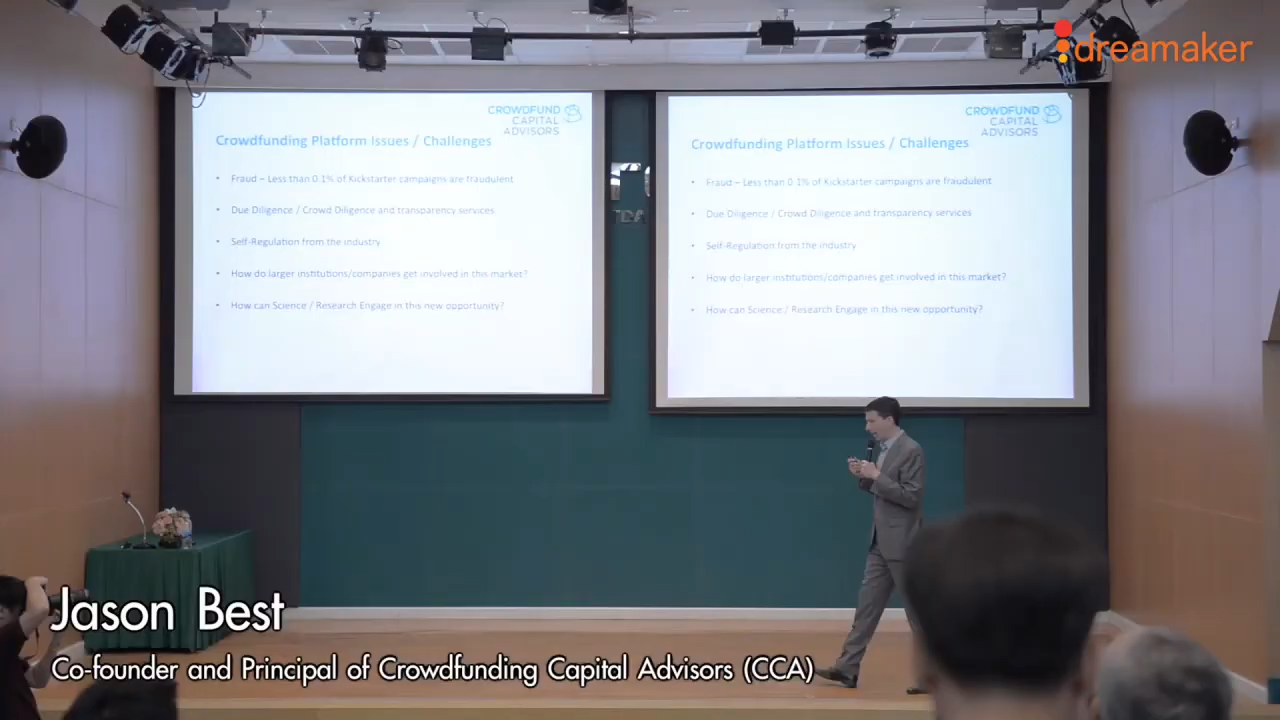 dreamaker
CROWDFUND
CAPITAL
ADVISORS
Crowdfunding Platform Issues / Challenges
• Fraud – Less than 0.1% of Kickstarter campaigns are fraudulent
• Due Diligence / Crowd Diligence and transparency services
• Self-Regulation from the industry
• How do larger institutions/companies get involved in this market?
• How can Science / Research Engage in this new opportunity?
CROWDFUND
CAPITAL
ADVISORS
Crowdfunding Platform Issues / Challenges
• Fraud – Less than 0.1% of Kickstarter campaigns are fraudulent
• Due Diligence / Crowd Diligence and transparency services
• Self-Regulation from the industry
• How do larger institutions/companies get involved in this market?
• How can Science / Research Engage in this new opportunity?
Jason Best
Co-founder and Principal of Crowdfunding Capital Advisors (CCA)